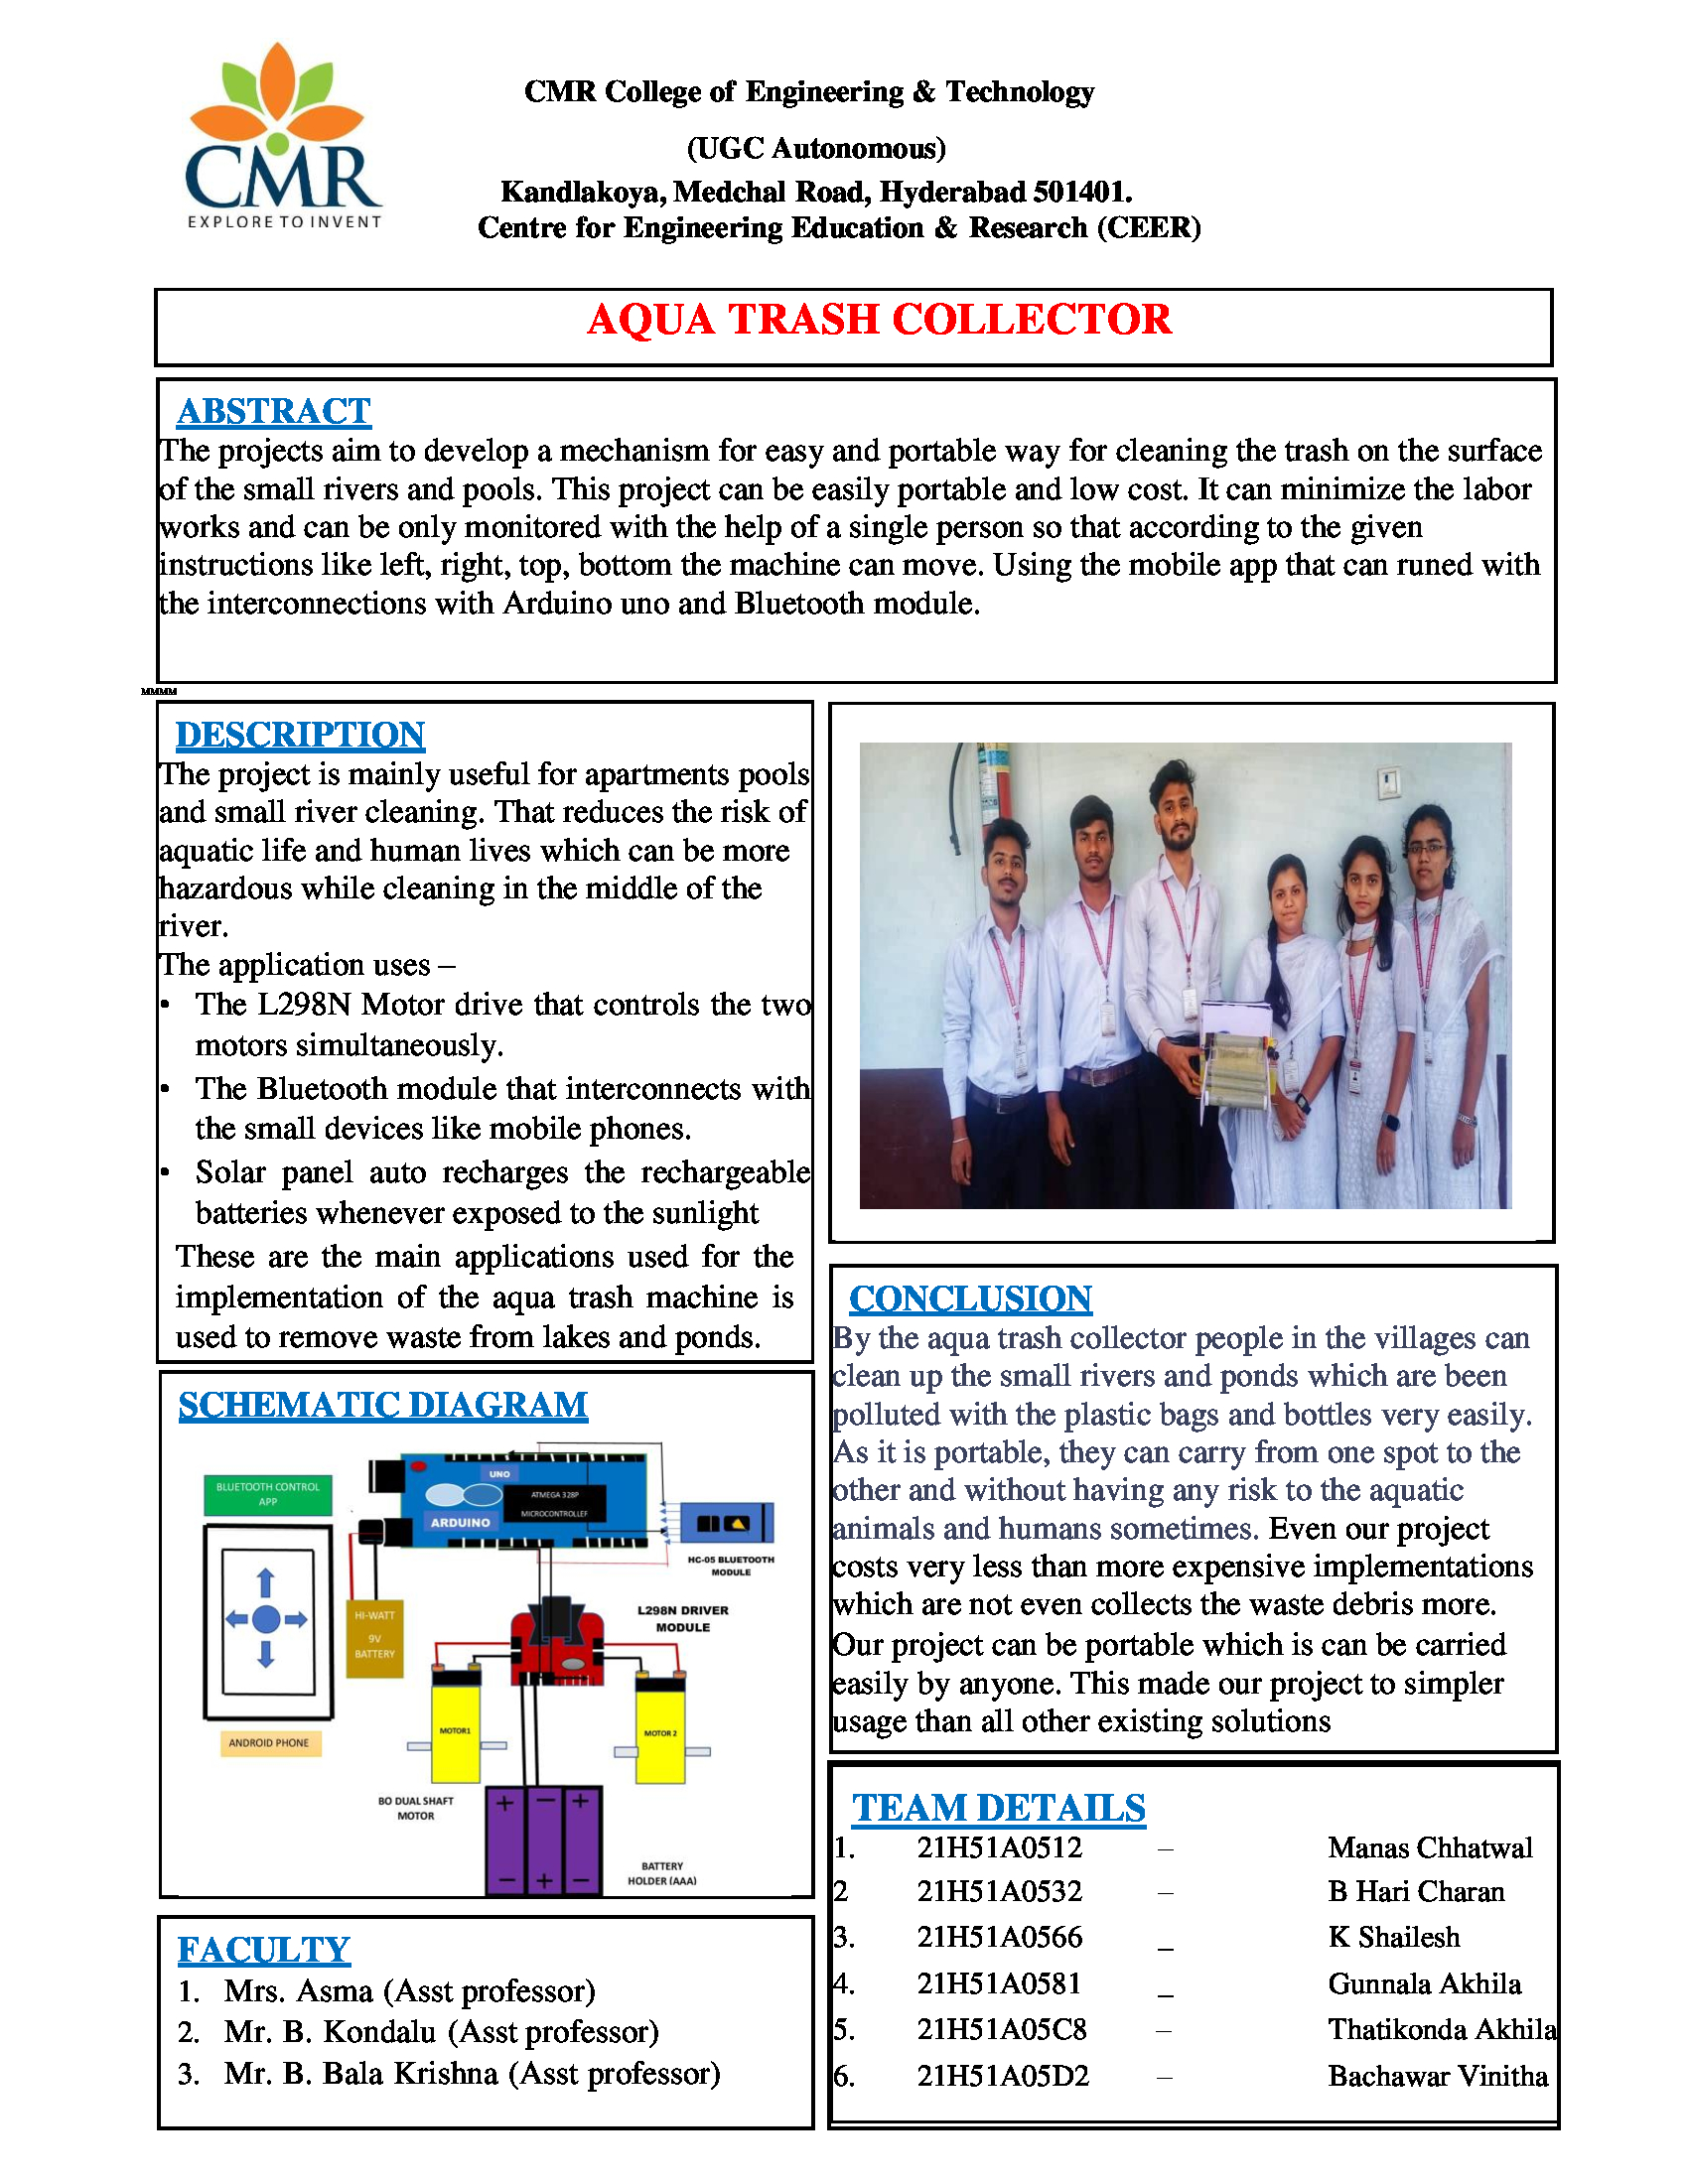 CMR
EXPLORE TO INVENT
CMR College of Engineering & Technology
(UGC Autonomous)
Kandlakoya, Medchal Road, Hyderabad 501401.
Centre for Engineering Education & Research (CEER)
AQUA TRASH COLLECTOR
ABSTRACT
The projects aim to develop a mechanism for easy and portable way for cleaning the trash on the surface
of the small rivers and pools. This project can be easily portable and low cost. It can minimize the labor
works and can be only monitored with the help of a single person so that according to the given
instructions like left, right, top, bottom the machine can move. Using the mobile app that can runed with
the interconnections with Arduino uno and Bluetooth module.
MMMM
DESCRIPTION
The project is mainly useful for apartments pools
and small river cleaning. That reduces the risk of
aquatic life and human lives which can be more
hazardous while cleaning in the middle of the
river.
The application uses –
• The L298N Motor drive that controls the two
motors simultaneously.
• The Bluetooth module that interconnects with
the small devices like mobile phones.
• Solar panel auto recharges the rechargeable
batteries whenever exposed to the sunlight
These are the main applications used for the
implementation of the aqua trash machine is
used to remove waste from lakes and ponds.
SCHEMATIC DIAGRAM
BLUETOOTH CONTROL
APP
ANDROID PHONE
HI-WATT
9V
BATTERY
UNO
ATMEGA 328P
MICROCONTROLLEF
ARDUINO
HC-05 BLUETOOTH
MODULE
L298N DRIVER
MODULE
MOTOR1
MOTOR 2
BO DUAL SHAFT
MOTOR
+ − +
− + −
BATTERY
HOLDER (AAA)
FACULTY
1. Mrs. Asma (Asst professor)
2. Mr. B. Kondalu (Asst professor)
3. Mr. B. Bala Krishna (Asst professor)
CONCLUSION
By the aqua trash collector people in the villages can
clean up the small rivers and ponds which are been
polluted with the plastic bags and bottles very easily.
As it is portable, they can carry from one spot to the
other and without having any risk to the aquatic
animals and humans sometimes. Even our project
costs very less than more expensive implementations
which are not even collects the waste debris more.
Our project can be portable which is can be carried
easily by anyone. This made our project to simpler
usage than all other existing solutions
TEAM DETAILS
1. 21H51A0512 – Manas Chhatwal
2 21H51A0532 – B Hari Charan
3. 21H51A0566 _ K Shailesh
4. 21H51A0581 _ Gunnala Akhila
5. 21H51A05C8 – Thatikonda Akhila
6. 21H51A05D2 – Bachawar Vinitha